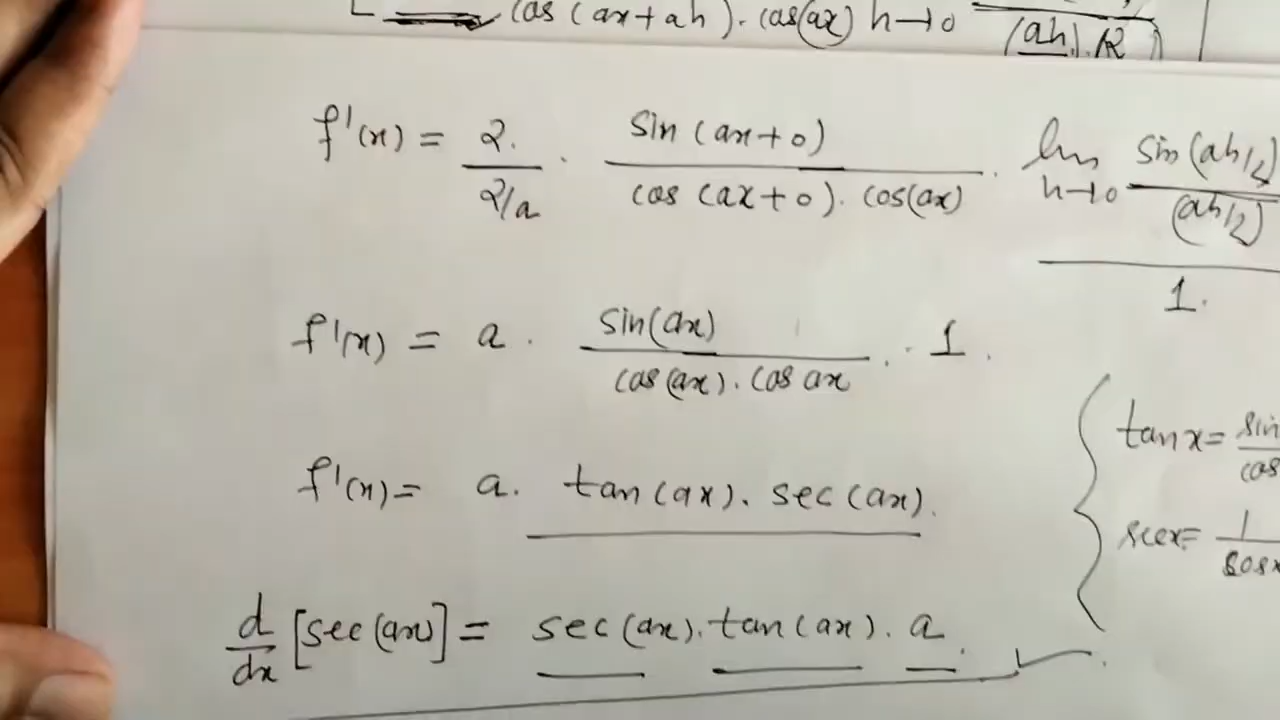 cos (ax+ah). cos(ax) h→0 (ah).
f'(x) = 2. / 2/a . sin (ax+0) / cos (ax+0). cos(ax) . lim h→0 sin (ah/2) / (ah/2) / 1.
f'(x) = a . sin(ax) / cos(ax). cos ax . . 1 .
tan x = sin / cos
f'(x) = a. tan(ax). sec(ax).
secx = 1 / cosx
d/dx [sec(ax)] = sec(ax). tan(ax). a.